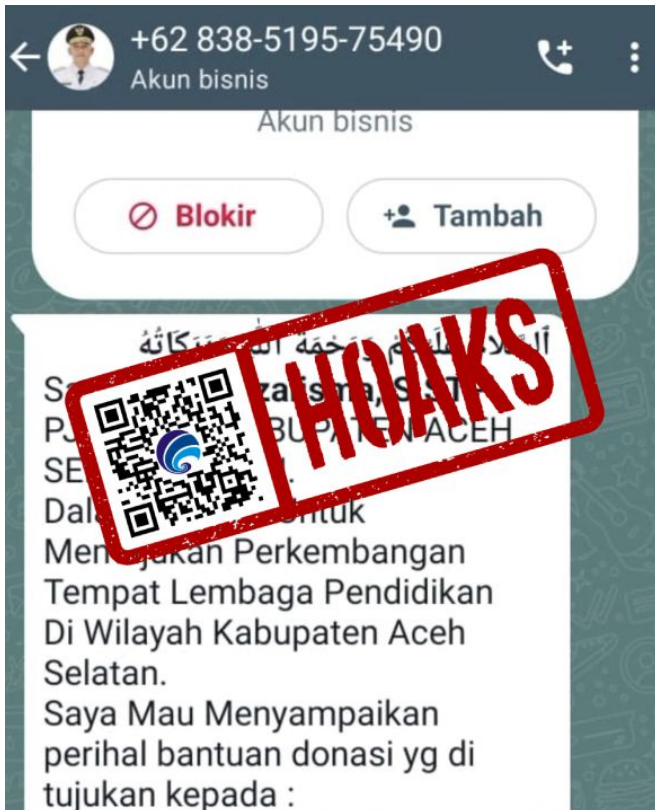 +62 838-5195-75490
Akun bisnis
Akun bisnis
Blokir
Tambah
HOAKS
ACEH
Perkembangan
Tempat Lembaga Pendidikan
Di Wilayah Kabupaten Aceh
Selatan.
Saya Mau Menyampaikan
perihal bantuan donasi yg di
tujukan kepada :